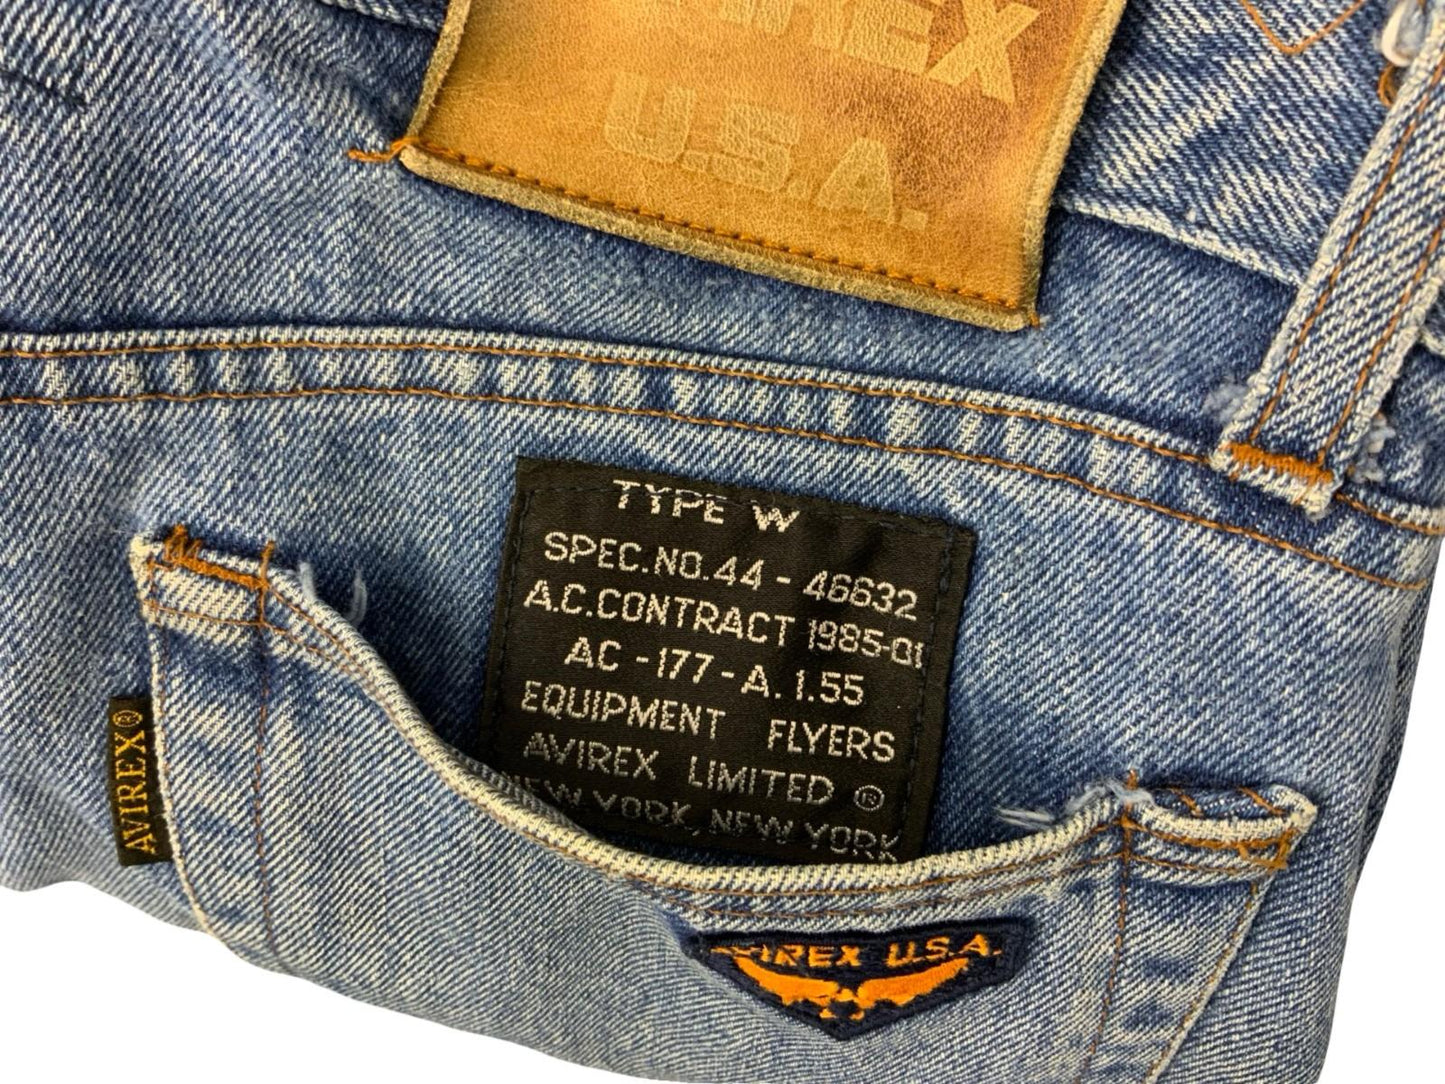 U.S.A.
TYPE W
SPEC.NO.44 - 46632
A.C.CONTRACT 1985-01
AC -177-A.1.55
EQUIPMENT FLYERS
AVIREX LIMITED ®
NEW YORK, NEW YORK
AVIREX®
AVIREX U.S.A.